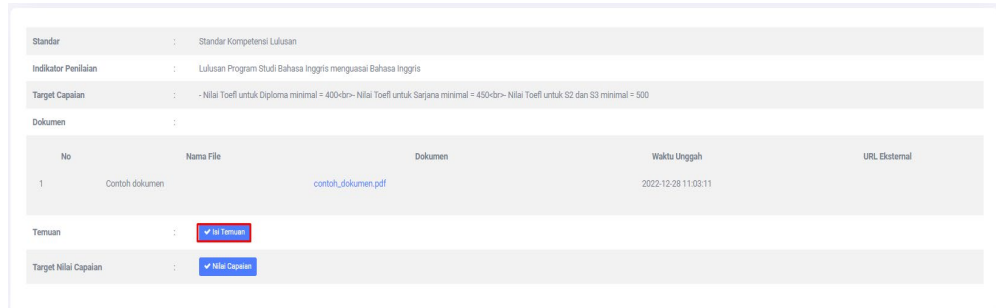 Standar : Standar Kompetensi Lulusan
Indikator Penilaian : Lulusan Program Studi Bahasa Inggris menguasai Bahasa Inggris
Target Capaian : - Nilai Toefl untuk Diploma minimal = 400<br>- Nilai Toefl untuk Sarjana minimal = 450<br>- Nilai Toefl untuk S2 dan S3 minimal = 500
Dokumen :
No Nama File Dokumen Waktu Unggah URL Eksternal
1 Contoh dokumen contoh_dokumen.pdf 2022-12-28 11:03:11
Temuan : Isi Temuan
Target Nilai Capaian : Nilai Capaian